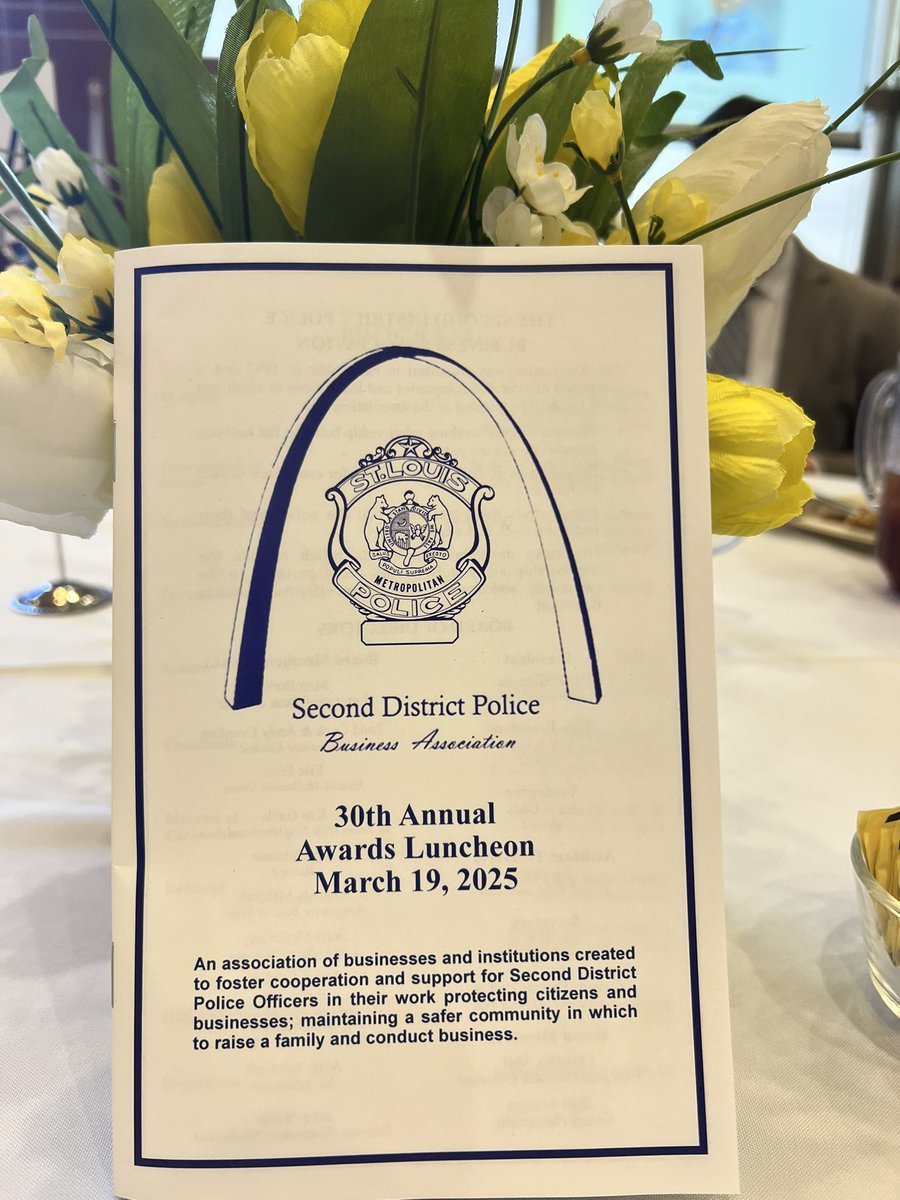 ST. LOUIS
METROPOLITAN
POLICE
Second District Police
Business Association
30th Annual
Awards Luncheon
March 19, 2025
An association of businesses and institutions created
to foster cooperation and support for Second District
Police Officers in their work protecting citizens and
businesses; maintaining a safer community in which
to raise a family and conduct business.